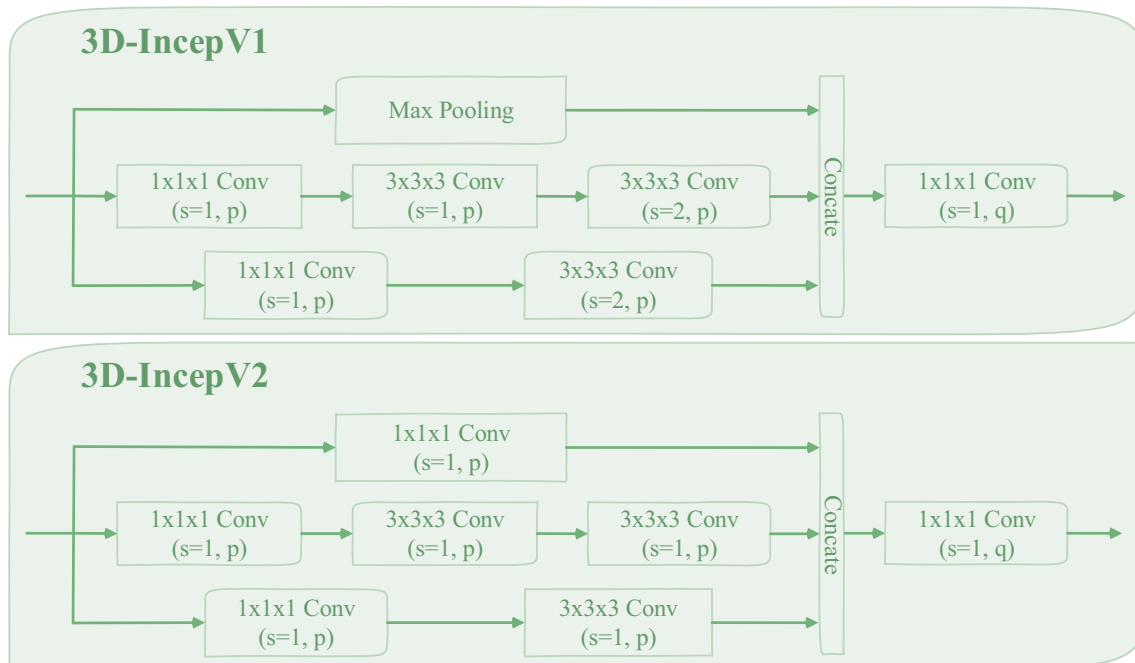 3D-IncepV1
Max Pooling
1x1x1 Conv
(s=1, p)
3x3x3 Conv
(s=1, p)
3x3x3 Conv
(s=2, p)
Concate
1x1x1 Conv
(s=1, q)
1x1x1 Conv
(s=1, p)
3x3x3 Conv
(s=2, p)
3D-IncepV2
1x1x1 Conv
(s=1, p)
1x1x1 Conv
(s=1, p)
3x3x3 Conv
(s=1, p)
3x3x3 Conv
(s=1, p)
Concate
1x1x1 Conv
(s=1, q)
1x1x1 Conv
(s=1, p)
3x3x3 Conv
(s=1, p)